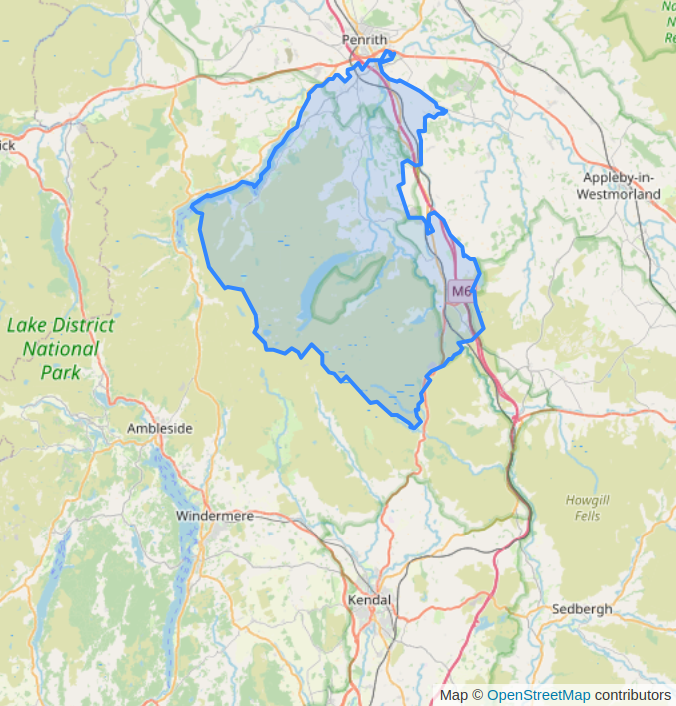 Na
N
Re
Penrith
ick
Appleby-in-
Westmorland
M6
Lake District
National
Park
Ambleside
Howgill
Fells
Windermere
Kendal
Sedbergh
Map © OpenStreetMap contributors